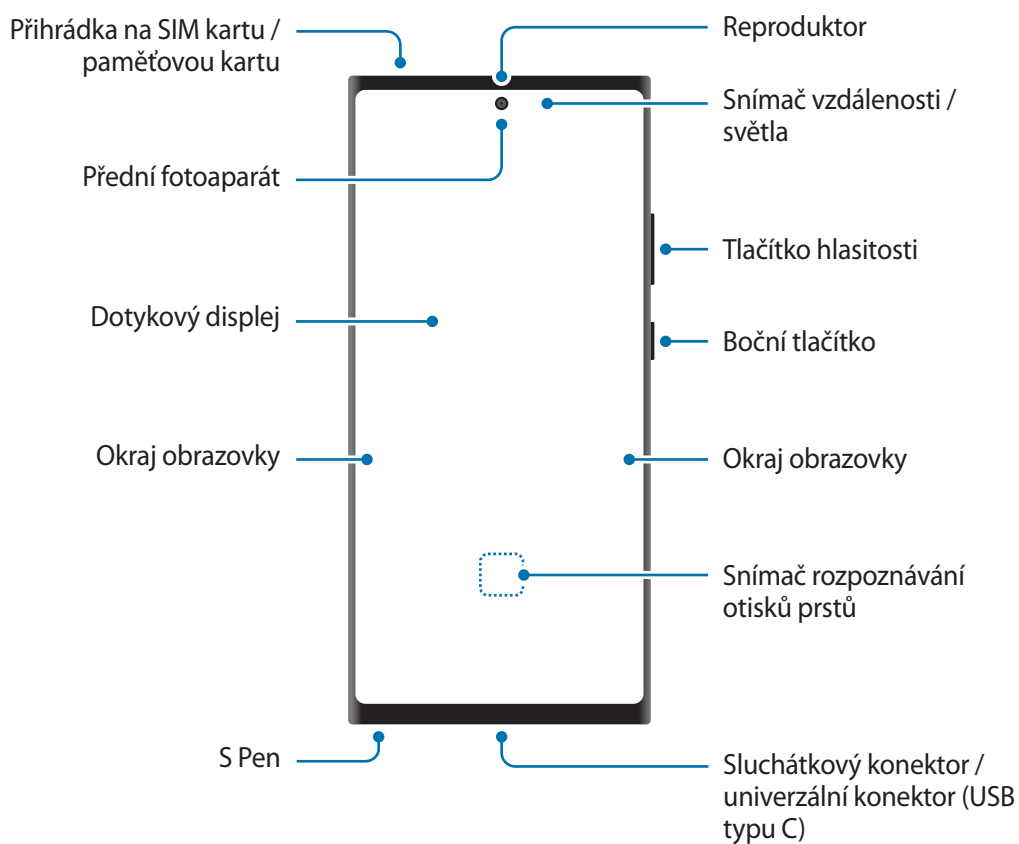 Přihrádka na SIM kartu /
paměťovou kartu
Reproduktor
Snímač vzdálenosti /
světla
Přední fotoaparát
Tlačítko hlasitosti
Dotykový displej
Boční tlačítko
Okraj obrazovky
Okraj obrazovky
Snímač rozpoznávání
otisků prstů
S Pen
Sluchátkový konektor /
univerzální konektor (USB
typu C)